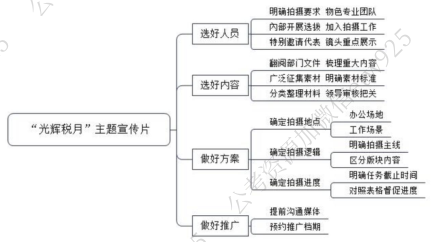 “光辉税月”主题宣传片
选好人员
明确拍摄要求 物色专业团队
内部开展选拔 加入拍摄工作
特别邀请代表 镜头重点展示
选好内容
翻阅部门文件 梳理重大内容
广泛征集素材 明确素材标准
分类整理材料 领导审核把关
做好方案
确定拍摄地点
办公场地
工作场景
确定拍摄逻辑
明确拍摄主线
区分版块内容
确定拍摄进度
明确任务截止时间
对照表格督促进度
做好推广
提前沟通媒体
预约推广档期